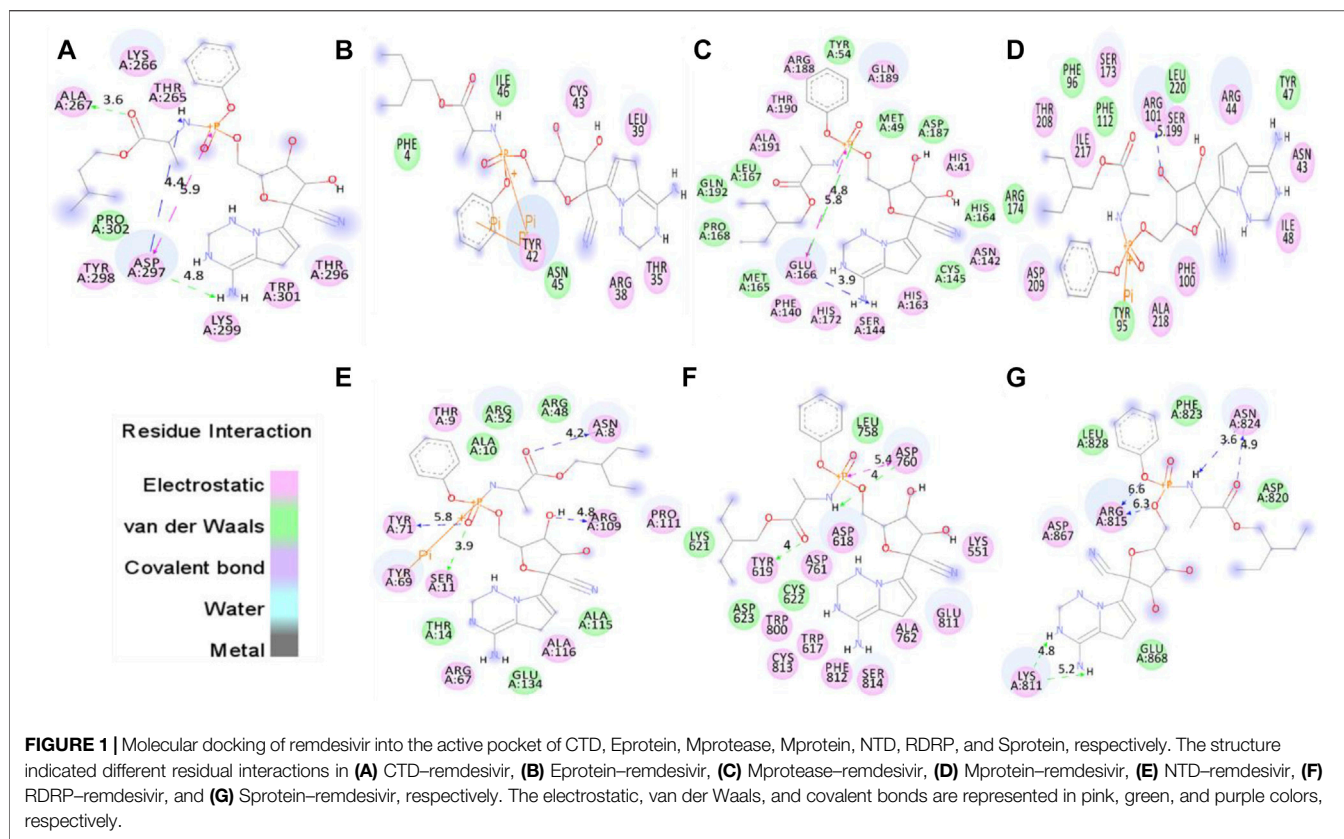 A
LYS
A:266
ALA
A:267
3.6
THR
A:265
H
N
+P
O
O
O
O
O
O
O
H
4.4
5.9
PRO
A:302
TYR
A:298
ASP
A:297
4.8
H
N
N
N
H
N
H
H
N
LYS
A:299
TRP
A:301
THR
A:296
B
ILE
46
CYS
43
LEU
39
PHE
4
Pi
Pi
Pi
TYR
42
ASN
45
ARG
38
THR
35
C
ARG
A:188
TYR
A:54
GLN
A:189
THR
A:190
MET
A:49
ASP
A:187
ALA
A:191
HIS
A:41
GLN
A:192
LEU
A:167
4.8
5.8
HIS
A:164
PRO
A:168
GLU
A:166
ASN
A:142
MET
A:165
3.9
CYS
A:145
PHE
A:140
HIS
A:172
SER
A:144
HIS
A:163
D
PHE
96
SER
173
LEU
220
ARG
44
TYR
47
THR
208
PHE
112
ARG
101
SER
199
5.
ILE
217
ASN
43
ARG
174
ILE
48
ASP
209
PHE
100
Pi
TYR
95
ALA
218
Residue Interaction
Electrostatic
van der Waals
Covalent bond
Water
Metal
E
THR
A:9
ARG
A:52
ARG
A:48
ASN
A:8
4.2
ALA
A:10
TYR
A:71
5.8
4.8
ARG
A:109
PRO
A:111
Pi
3.9
TYR
A:69
SER
A:11
THR
A:14
ALA
A:115
ALA
A:116
ARG
A:67
GLU
A:134
F
LEU
758
5.4
ASP
760
4
LYS
621
ASP
618
4
TYR
619
ASP
761
LYS
551
CYS
622
ASP
623
TRP
800
GLU
811
TRP
617
ALA
762
CYS
813
PHE
812
SER
814
G
PHE
A:823
ASN
A:824
LEU
A:828
3.6
4.9
6.6
ARG
A:815
6.3
ASP
A:820
ASP
A:867
4.8
5.2
GLU
A:868
LYS
A:811
FIGURE 1 | Molecular docking of remdesivir into the active pocket of CTD, Eprotein, Mprotease, Mprotein, NTD, RDRP, and Sprotein, respectively. The structure
indicated different residual interactions in (A) CTD–remdesivir, (B) Eprotein–remdesivir, (C) Mprotease–remdesivir, (D) Mprotein–remdesivir, (E) NTD–remdesivir, (F)
RDRP–remdesivir, and (G) Sprotein–remdesivir, respectively. The electrostatic, van der Waals, and covalent bonds are represented in pink, green, and purple colors,
respectively.